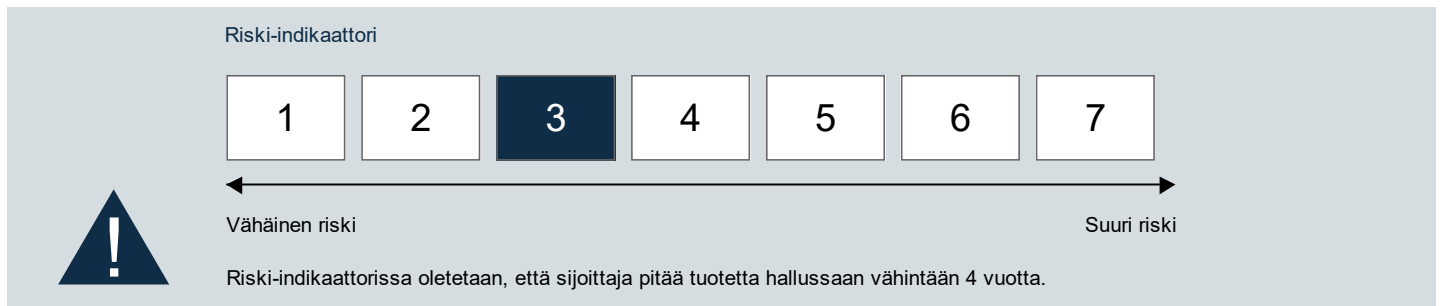 Riski-indikaattori
1 2 3 4 5 6 7
Vähäinen riski Suuri riski
!
Riski-indikaattorissa oletetaan, että sijoittaja pitää tuotetta hallussaan vähintään 4 vuotta.